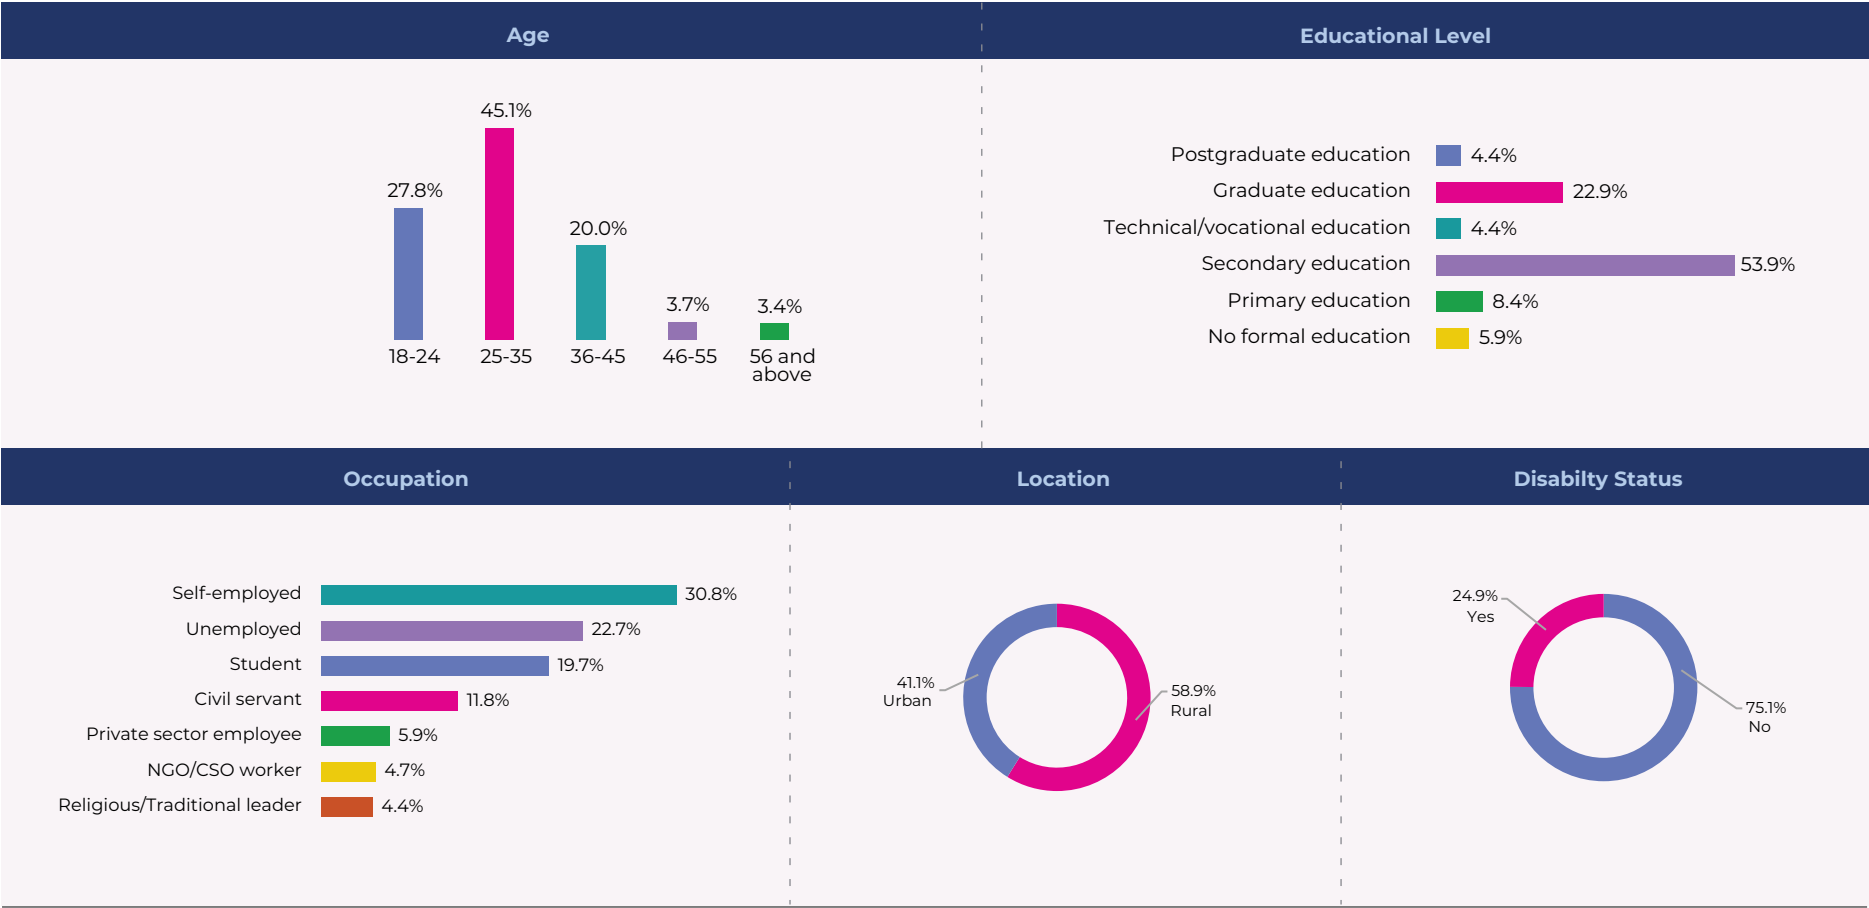 Age
45.1%
27.8%
20.0%
3.7%
3.4%
18-24
25-35
36-45
46-55
56 and
above
Educational Level
Postgraduate education 4.4%
Graduate education 22.9%
Technical/vocational education 4.4%
Secondary education 53.9%
Primary education 8.4%
No formal education 5.9%
Occupation
Self-employed 30.8%
Unemployed 22.7%
Student 19.7%
Civil servant 11.8%
Private sector employee 5.9%
NGO/CSO worker 4.7%
Religious/Traditional leader 4.4%
Location
41.1%
Urban
58.9%
Rural
Disabilty Status
24.9%
Yes
75.1%
No